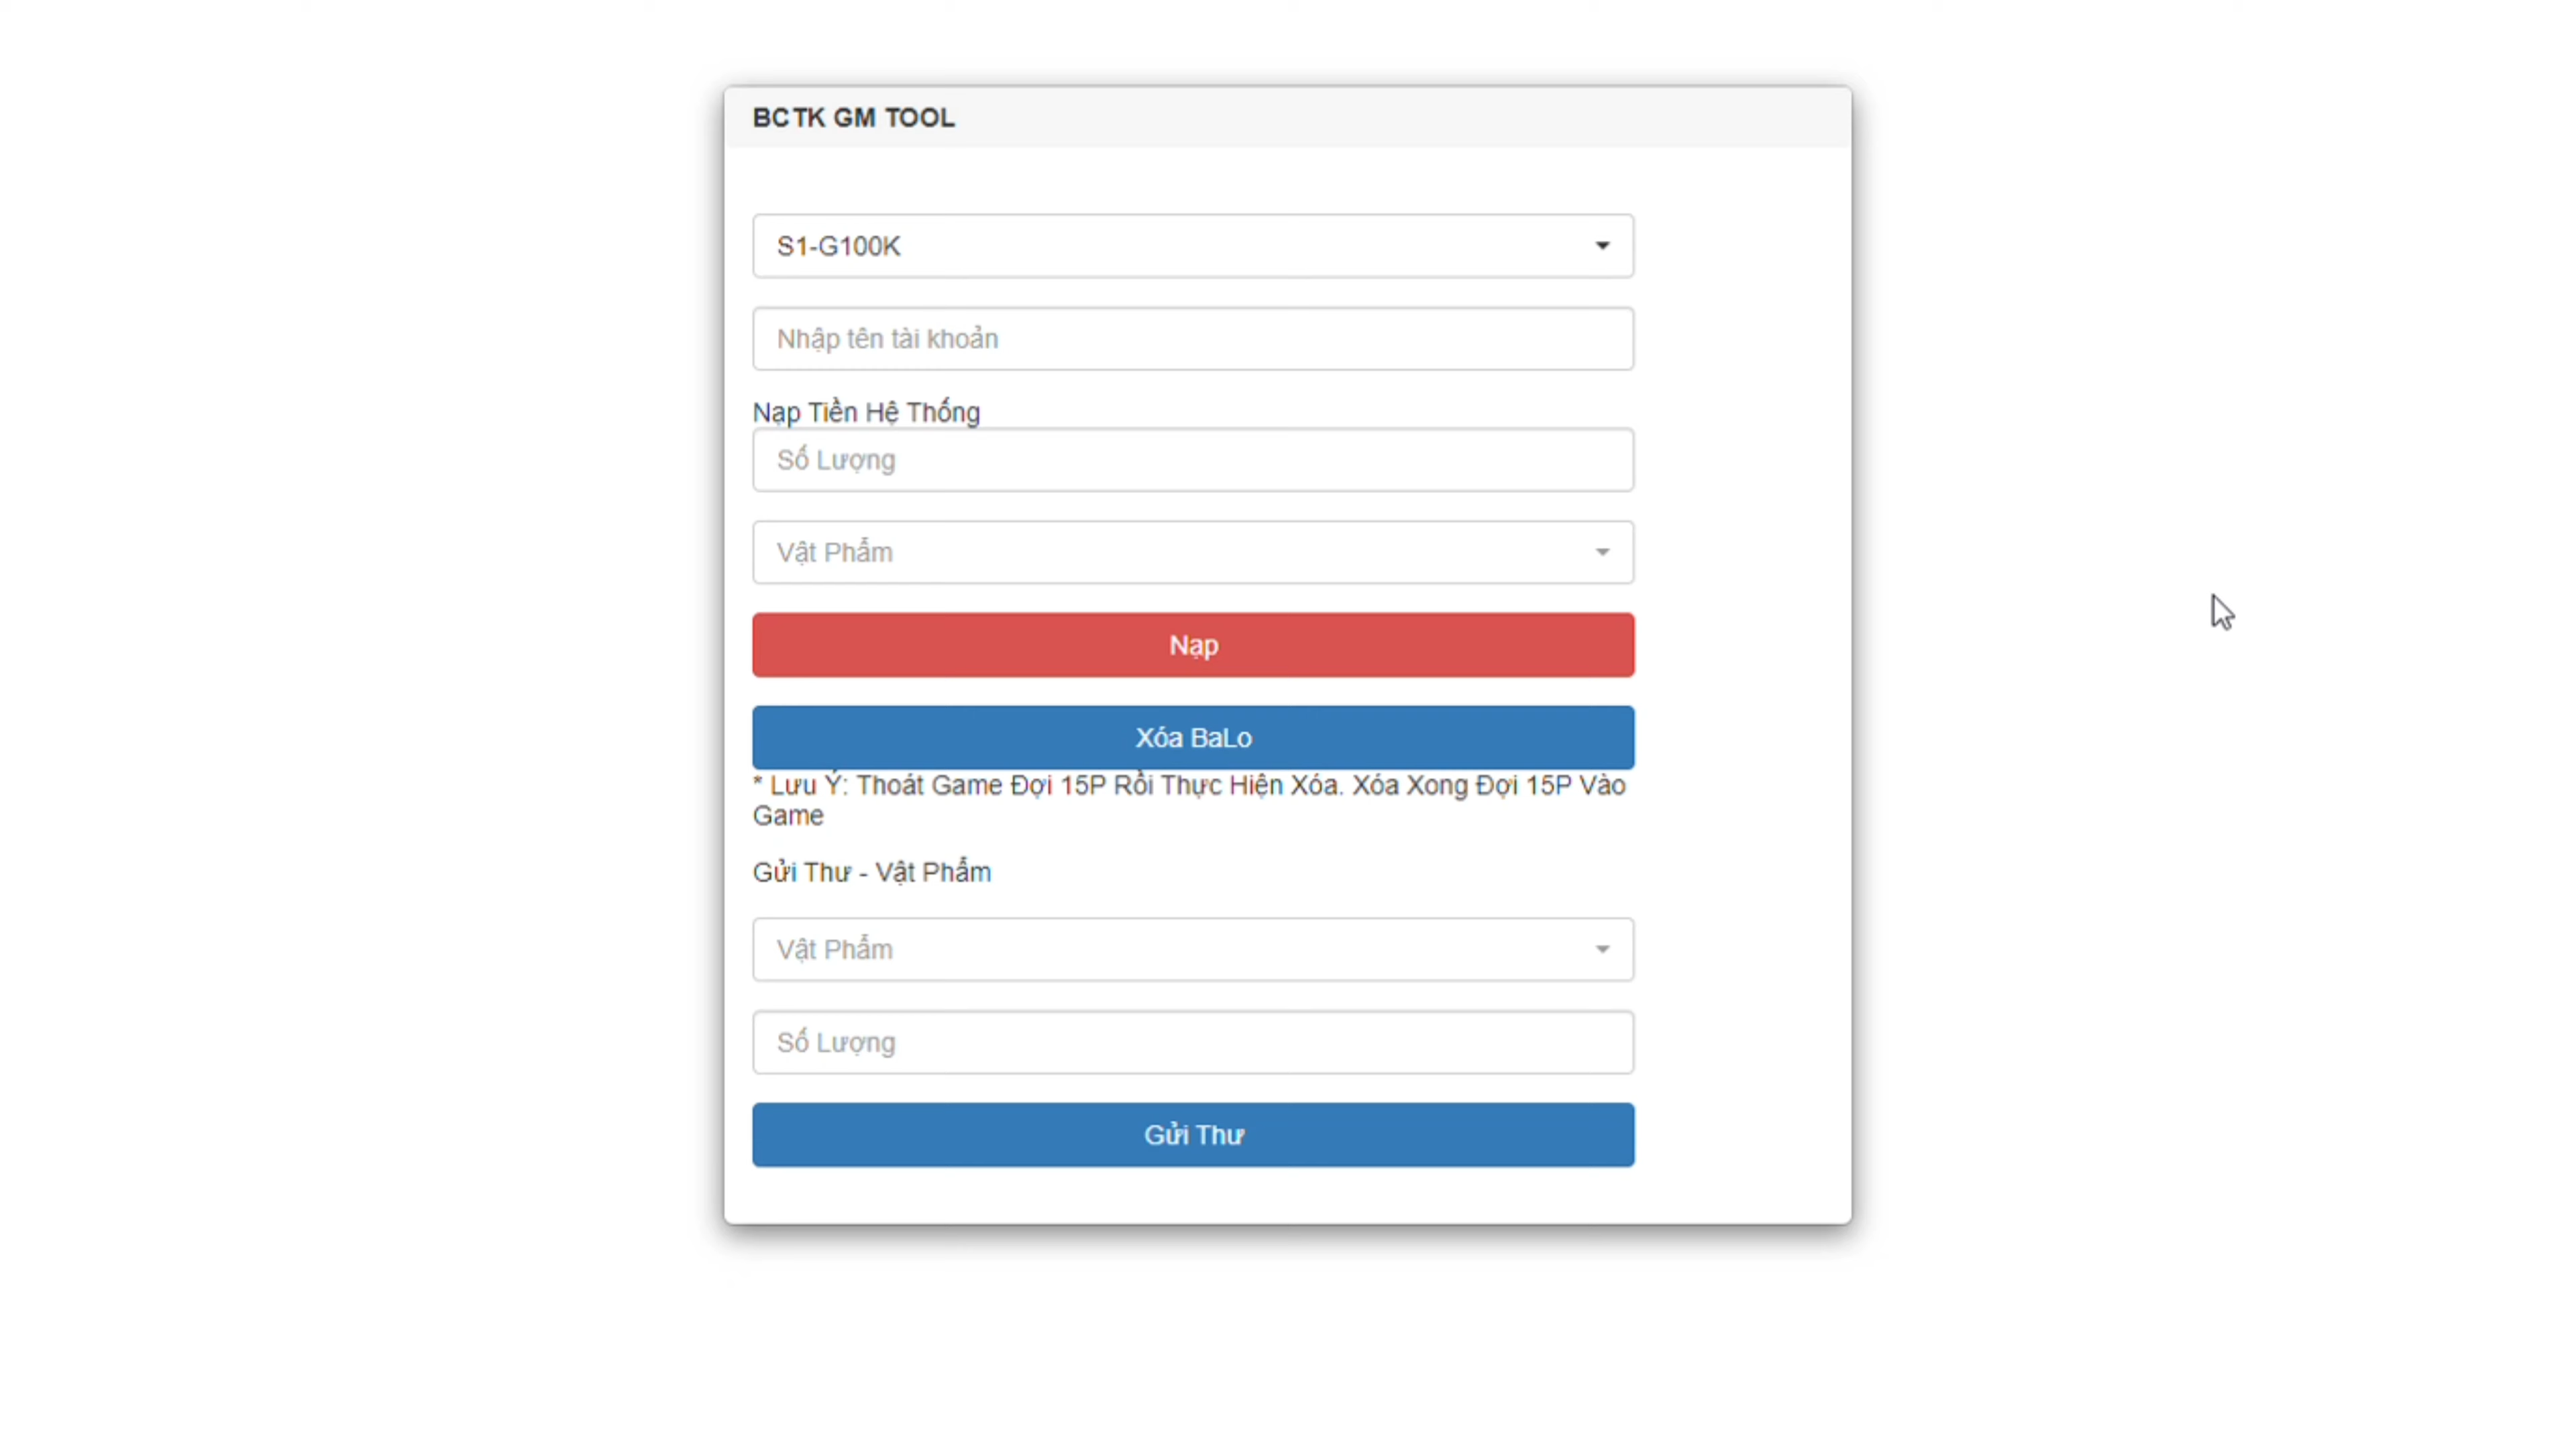 BCTK GM TOOL
S1-G100K
Nhập tên tài khoản
Nạp Tiền Hệ Thống
Số Lượng
Vật Phẩm
Nạp
Xóa BaLo
* Lưu Ý: Thoát Game Đợi 15P Rồi Thực Hiện Xóa. Xóa Xong Đợi 15P Vào
Game
Gửi Thư - Vật Phẩm
Vật Phẩm
Số Lượng
Gửi Thư